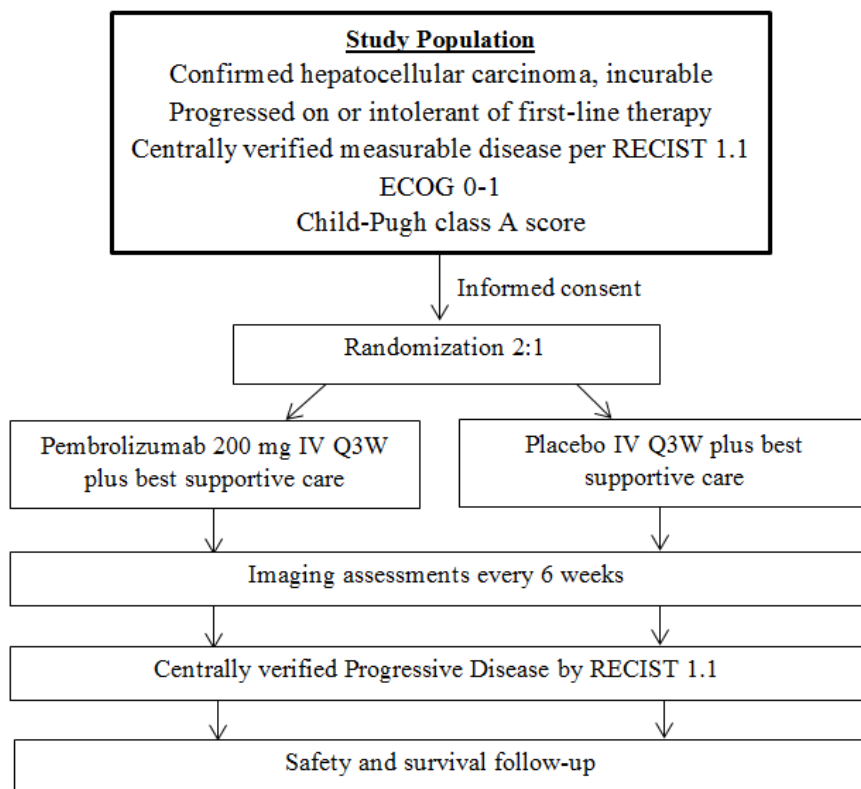 Study Population
Confirmed hepatocellular carcinoma, incurable
Progressed on or intolerant of first-line therapy
Centrally verified measurable disease per RECIST 1.1
ECOG 0-1
Child-Pugh class A score
Informed consent
Randomization 2:1
Pembrolizumab 200 mg IV Q3W
plus best supportive care
Placebo IV Q3W plus best
supportive care
Imaging assessments every 6 weeks
Centrally verified Progressive Disease by RECIST 1.1
Safety and survival follow-up